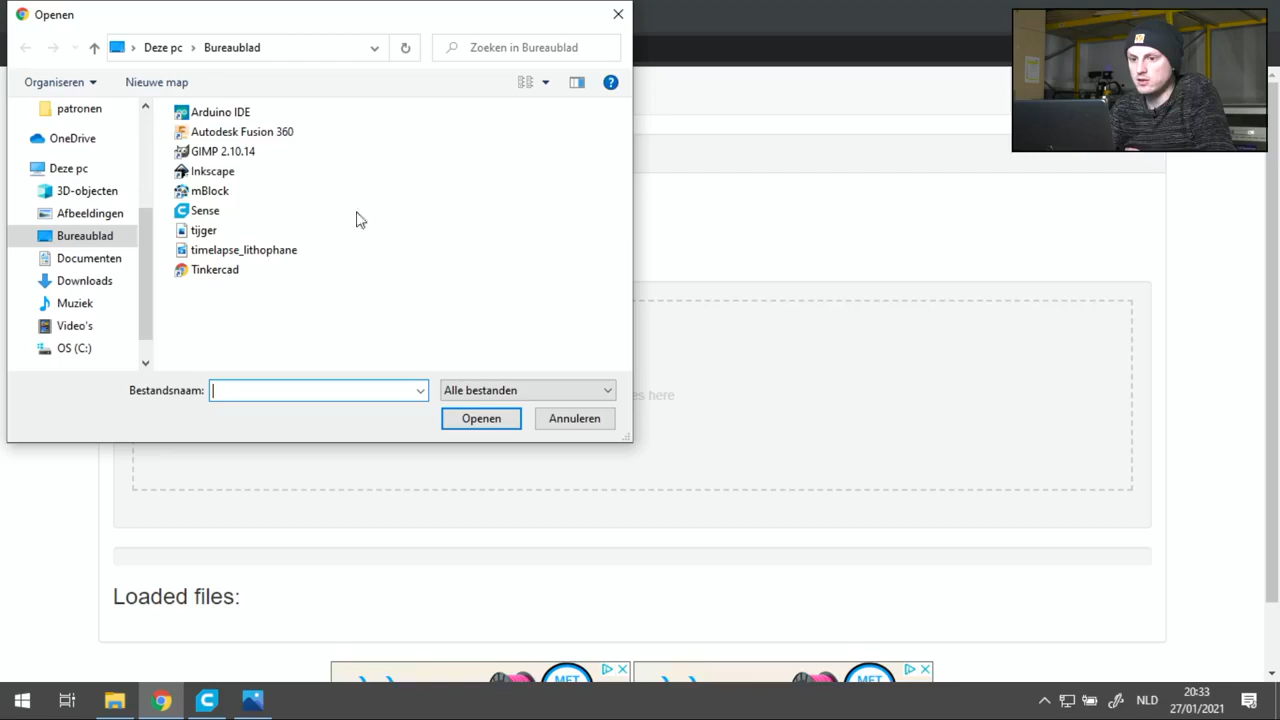 Openen
Deze pc
Bureaublad
Zoeken in Bureaublad
Organiseren
Nieuwe map
patronen
OneDrive
Deze pc
3D-objecten
Afbeeldingen
Bureaublad
Documenten
Downloads
Muziek
Video's
OS (C:)
Arduino IDE
Autodesk Fusion 360
GIMP 2.10.14
Inkscape
mBlock
Sense
tijger
timelapse_lithophane
Tinkercad
Bestandsnaam:
Alle bestanden
Openen
Annuleren
es here
Loaded files:
MET
MET
NLD
20:33
27/01/2021